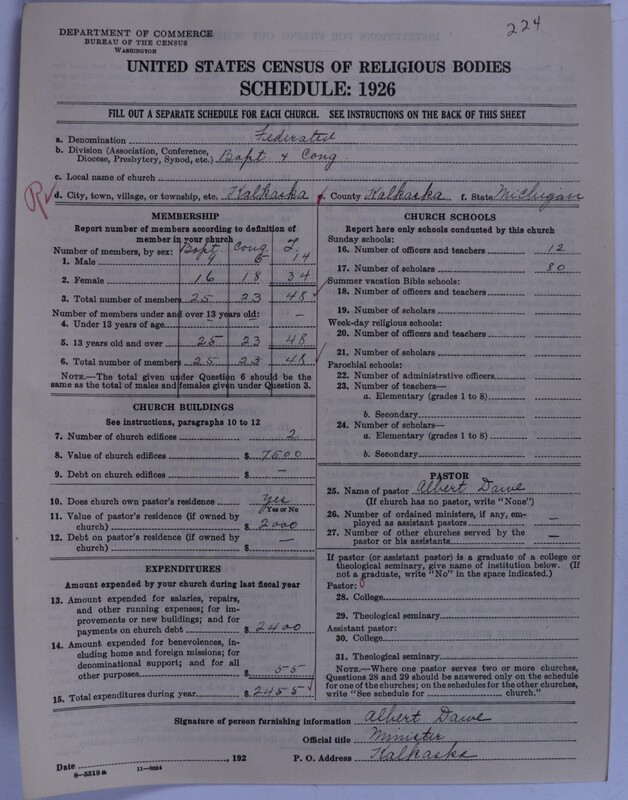 224
DEPARTMENT OF COMMERCE
BUREAU OF THE CENSUS
WASHINGTON
UNITED STATES CENSUS OF RELIGIOUS BODIES
SCHEDULE: 1926
FILL OUT A SEPARATE SCHEDULE FOR EACH CHURCH. SEE INSTRUCTIONS ON THE BACK OF THIS SHEET
a. Denomination Federated
b. Division (Association, Conference,
Diocese, Presbytery, Synod, etc.) Bapt & Cong
c. Local name of church
d. City, town, village, or township, etc. Kalkaska County Kalkaska f. State Michigan
MEMBERSHIP
Report number of members according to definition of
member in your church
Number of members, by sex: Bapt Cong
1. Male 9 5 14
2. Female 16 18 34
3. Total number of members 25 23 48
Number of members under and over 13 years old:
4. Under 13 years of age — —
5. 13 years old and over 25 23 48
6. Total number of members 25 23 48
NOTE.—The total given under Question 6 should be the
same as the total of males and females given under Question 3.
CHURCH BUILDINGS
See instructions, paragraphs 10 to 12
7. Number of church edifices 2
8. Value of church edifices $ 7500
9. Debt on church edifices $ —
10. Does church own pastor's residence Yes
Yes or No
11. Value of pastor's residence (if owned by
church) $ 2000
12. Debt on pastor's residence (if owned by
church) $ —
EXPENDITURES
Amount expended by your church during last fiscal year
13. Amount expended for salaries, repairs,
and other running expenses; for im-
provements or new buildings; and for
payments on church debt $ 2400
14. Amount expended for benevolences, in-
cluding home and foreign missions; for
denominational support; and for all
other purposes $ 55
15. Total expenditures during year $ 2455
CHURCH SCHOOLS
Report here only schools conducted by this church
Sunday schools:
16. Number of officers and teachers 12
17. Number of scholars 80
Summer vacation Bible schools:
18. Number of officers and teachers
19. Number of scholars
Week-day religious schools:
20. Number of officers and teachers
21. Number of scholars
Parochial schools:
22. Number of administrative officers
23. Number of teachers—
a. Elementary (grades 1 to 8)
b. Secondary
24. Number of scholars—
a. Elementary (grades 1 to 8)
b. Secondary
PASTOR
25. Name of pastor Albert Dawe
(If church has no pastor, write "None")
26. Number of ordained ministers, if any, em-
ployed as assistant pastors —
27. Number of other churches served by the
pastor or his assistants —
If pastor (or assistant pastor) is a graduate of a college or
theological seminary, give name of institution below. (If
not a graduate, write "No" in the space indicated.)
Pastor:
28. College
29. Theological seminary
Assistant pastor:
30. College
31. Theological seminary
NOTE.—Where one pastor serves two or more churches,
Questions 28 and 29 should be answered only on the schedule
for one of the churches; on the schedules for the other churches,
write "See schedule for church."
Signature of person furnishing information Albert Dawe
Official title Minister
Date , 192 P. O. Address Kalkaska
8—5518a 11—9664